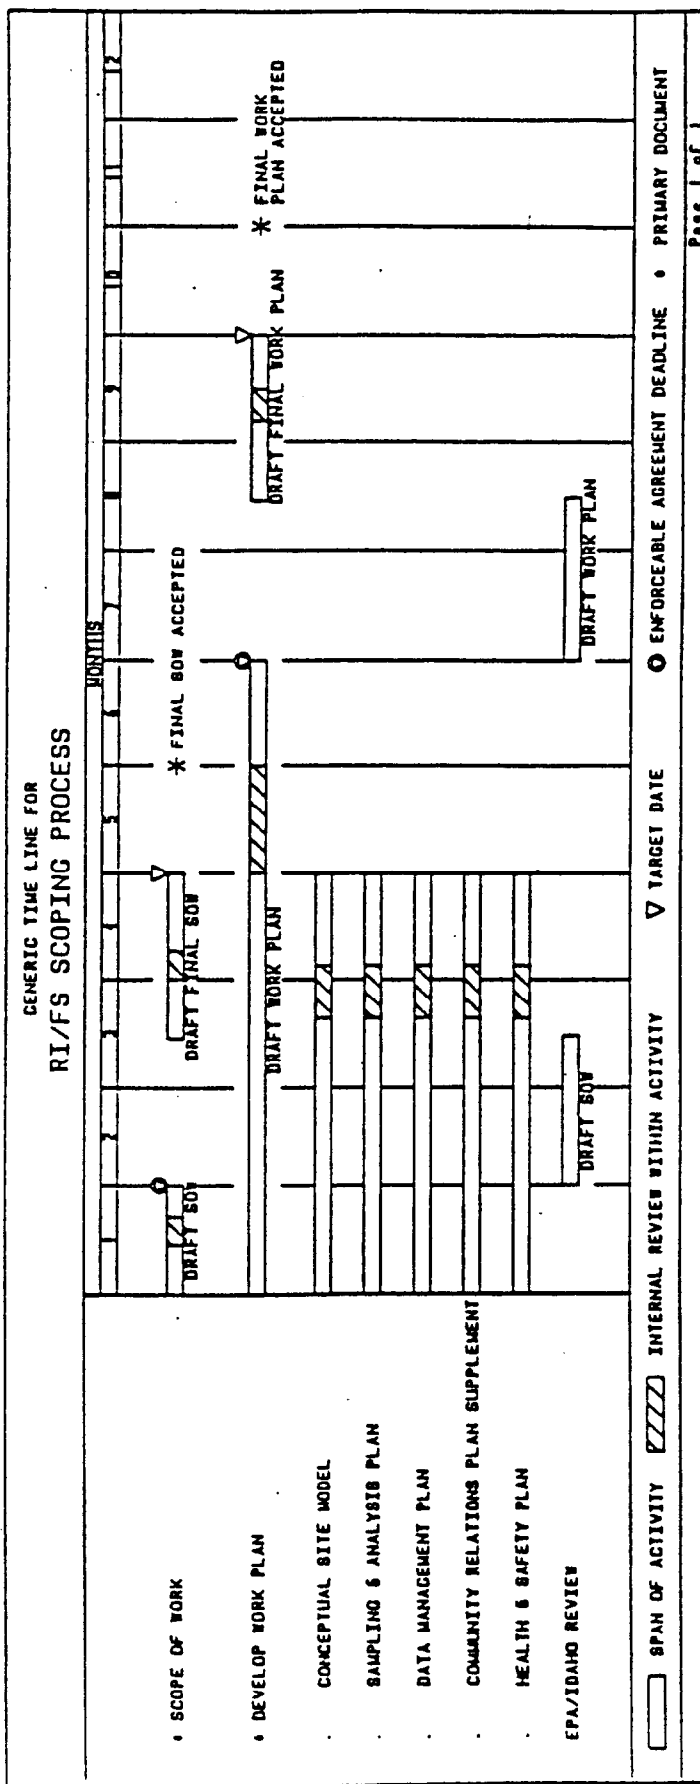 GENERIC TIME LINE FOR
RI/FS SCOPING PROCESS
MONTHS
1 2 3 4 5 6 7 8 9 10 11 12
♦ SCOPE OF WORK
DRAFT SOW
DRAFT FINAL SOW
* FINAL SOW ACCEPTED
♦ DEVELOP WORK PLAN
DRAFT WORK PLAN
DRAFT FINAL WORK PLAN
* FINAL WORK
PLAN ACCEPTED
. CONCEPTUAL SITE MODEL
. SAMPLING & ANALYSIS PLAN
. DATA MANAGEMENT PLAN
. COMMUNITY RELATIONS PLAN SUPPLEMENT
. HEALTH & SAFETY PLAN
EPA/IDAHO REVIEW
DRAFT SOW
DRAFT WORK PLAN
SPAN OF ACTIVITY
INTERNAL REVIEW WITHIN ACTIVITY
TARGET DATE
ENFORCEABLE AGREEMENT DEADLINE
♦ PRIMARY DOCUMENT
Page 1 of 1